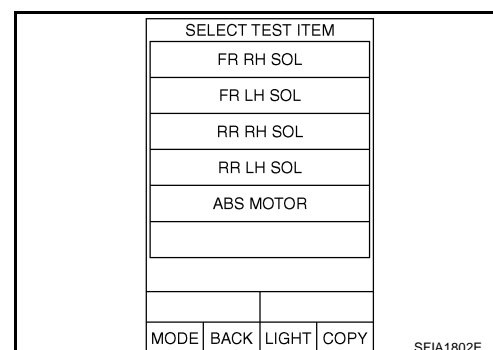 SELECT TEST ITEM
FR RH SOL
FR LH SOL
RR RH SOL
RR LH SOL
ABS MOTOR
MODE BACK LIGHT COPY
SFIA1802E